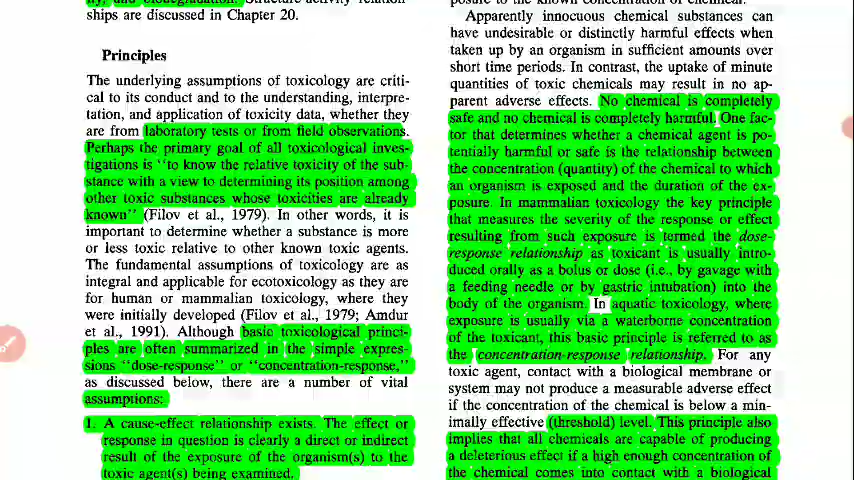 ity, and biodegradation. Structure-activity relation-
ships are discussed in Chapter 20.
Principles
The underlying assumptions of toxicology are criti-
cal to its conduct and to the understanding, interpre-
tation, and application of toxicity data, whether they
are from laboratory tests or from field observations.
Perhaps the primary goal of all toxicological inves-
tigations is "to know the relative toxicity of the sub-
stance with a view to determining its position among
other toxic substances whose toxicities are already
known" (Filov et al., 1979). In other words, it is
important to determine whether a substance is more
or less toxic relative to other known toxic agents.
The fundamental assumptions of toxicology are as
integral and applicable for ecotoxicology as they are
for human or mammalian toxicology, where they
were initially developed (Filov et al., 1979; Amdur
et al., 1991). Although basic toxicological princi-
ples are often summarized in the simple expres-
sions "dose-response" or "concentration-response,"
as discussed below, there are a number of vital
assumptions:
1. A cause-effect relationship exists. The effect or
response in question is clearly a direct or indirect
result of the exposure of the organism(s) to the
toxic agent(s) being examined.
posure to the known concentration of chemical.
Apparently innocuous chemical substances can
have undesirable or distinctly harmful effects when
taken up by an organism in sufficient amounts over
short time periods. In contrast, the uptake of minute
quantities of toxic chemicals may result in no ap-
parent adverse effects. No chemical is completely
safe and no chemical is completely harmful. One fac-
tor that determines whether a chemical agent is po-
tentially harmful or safe is the relationship between
the concentration (quantity) of the chemical to which
an organism is exposed and the duration of the ex-
posure. In mammalian toxicology the key principle
that measures the severity of the response or effect
resulting from such exposure is termed the dose-
response relationship as toxicant is usually intro-
duced orally as a bolus or dose (i.e., by gavage with
a feeding needle or by gastric intubation) into the
body of the organism. In aquatic toxicology, where
exposure is usually via a waterborne concentration
of the toxicant, this basic principle is referred to as
the concentration-response relationship. For any
toxic agent, contact with a biological membrane or
system may not produce a measurable adverse effect
if the concentration of the chemical is below a min-
imally effective (threshold) level. This principle also
implies that all chemicals are capable of producing
a deleterious effect if a high enough concentration of
the chemical comes into contact with a biological